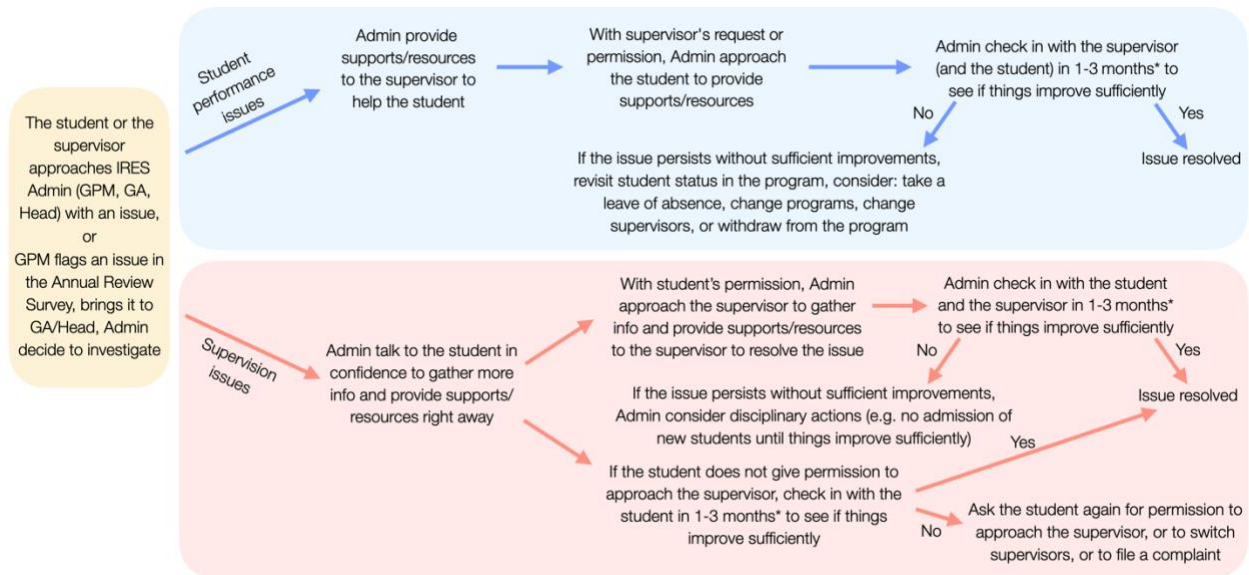 The student or the
supervisor
approaches IRES
Admin (GPM, GA,
Head) with an issue,
or
GPM flags an issue in
the Annual Review
Survey, brings it to
GA/Head, Admin
decide to investigate
Student
performance
issues
Admin provide
supports/resources
to the supervisor to
help the student
With supervisor's request or
permission, Admin approach
the student to provide
supports/resources
Admin check in with the supervisor
(and the student) in 1-3 months* to
see if things improve sufficiently
No
Yes
If the issue persists without sufficient improvements,
revisit student status in the program, consider: take a
leave of absence, change programs, change
supervisors, or withdraw from the program
Issue resolved
Supervision
issues
Admin talk to the student in
confidence to gather more
info and provide supports/
resources right away
With student’s permission, Admin
approach the supervisor to gather
info and provide supports/resources
to the supervisor to resolve the issue
Admin check in with the student
and the supervisor in 1-3 months*
to see if things improve sufficiently
No
Yes
If the issue persists without sufficient improvements,
Admin consider disciplinary actions (e.g. no admission of
new students until things improve sufficiently)
Issue resolved
If the student does not give permission to
approach the supervisor, check in with the
student in 1-3 months* to see if things
improve sufficiently
Yes
No
Ask the student again for permission to
approach the supervisor, or to switch
supervisors, or to file a complaint